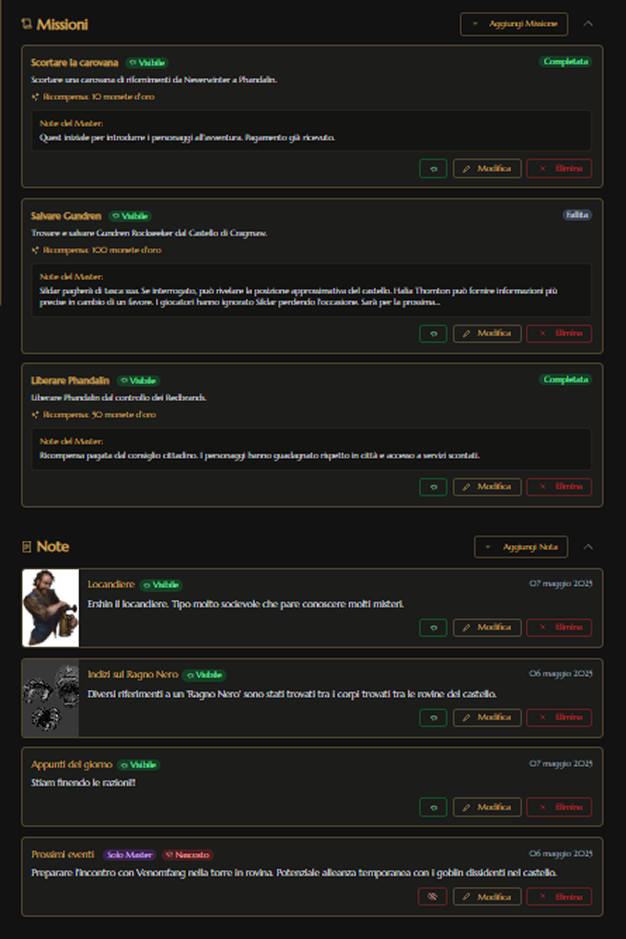 Missioni
Aggiungi Missione
Scortare la carovana Visibile Completata
Scortare una carovana di rifornimenti da Neverwinter a Phandalin.
Ricompensa: 10 monete d'oro
Note del Master:
Quest iniziale per introdurre i personaggi all'avventura. Pagamento già ricevuto.
Modifica Elimina
Salvare Gundren Visibile Fallita
Trovare e salvare Gundren Rockseeker dal Castello di Cragmaw.
Ricompensa: 100 monete d'oro
Note del Master:
Sildar pagherà di tasca sua. Se interrogato, può rivelare la posizione approssimativa del castello. Halia Thornton può fornire informazioni più
precise in cambio di un favore. I giocatori hanno ignorato Sildar perdendo l'occasione. Sarà per la prossima...
Modifica Elimina
Liberare Phandalin Visibile Completata
Liberare Phandalin dal controllo dei Redbrands.
Ricompensa: 50 monete d'oro
Note del Master:
Ricompensa pagata dal consiglio cittadino. I personaggi hanno guadagnato rispetto in città e accesso a servizi scontati.
Modifica Elimina
Note
Aggiungi Nota
Locandiere Visibile 07 maggio 2025
Ershin il locandiere. Tipo molto socievole che pare conoscere molti misteri.
Modifica Elimina
Indizi sul Ragno Nero Visibile 06 maggio 2025
Diversi riferimenti a un 'Ragno Nero' sono stati trovati tra i corpi trovati tra le rovine del castello.
Modifica Elimina
Appunti del giorno Visibile 07 maggio 2025
Stiam finendo le razioni!!
Modifica Elimina
Prossimi eventi Solo Master Nascosto 06 maggio 2025
Preparare l'incontro con Venomfang nella torre in rovina. Potenziale alleanza temporanea con i goblin dissidenti nel castello.
Modifica Elimina